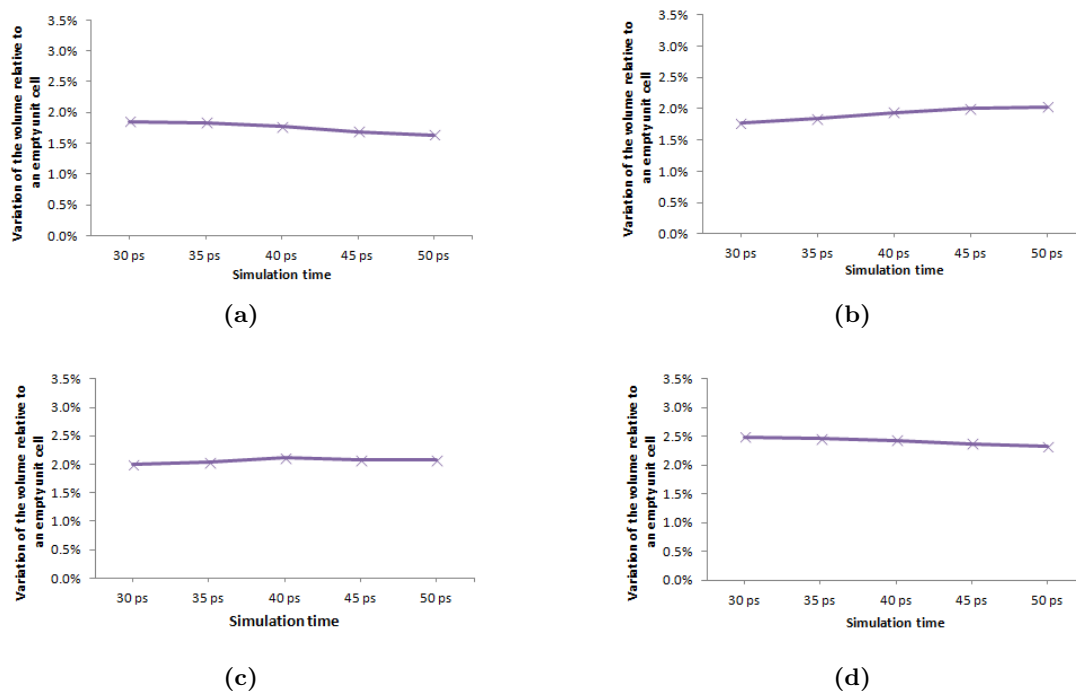 Variation of the volume relative to
an empty unit cell
3.5%
3.0%
2.5%
2.0%
1.5%
1.0%
0.5%
0.0%
30 ps 35 ps 40 ps 45 ps 50 ps
Simulation time
(a)
Variation of the volume relative to
an empty unit cell
3.5%
3.0%
2.5%
2.0%
1.5%
1.0%
0.5%
0.0%
30 ps 35 ps 40 ps 45 ps 50 ps
Simulation time
(b)
Variation of the volume relative to
an empty unit cell
3.5%
3.0%
2.5%
2.0%
1.5%
1.0%
0.5%
0.0%
30 ps 35 ps 40 ps 45 ps 50 ps
Simulation time
(c)
Variation of the volume relative to
an empty unit cell
3.5%
3.0%
2.5%
2.0%
1.5%
1.0%
0.5%
0.0%
30 ps 35 ps 40 ps 45 ps 50 ps
Simulation time
(d)